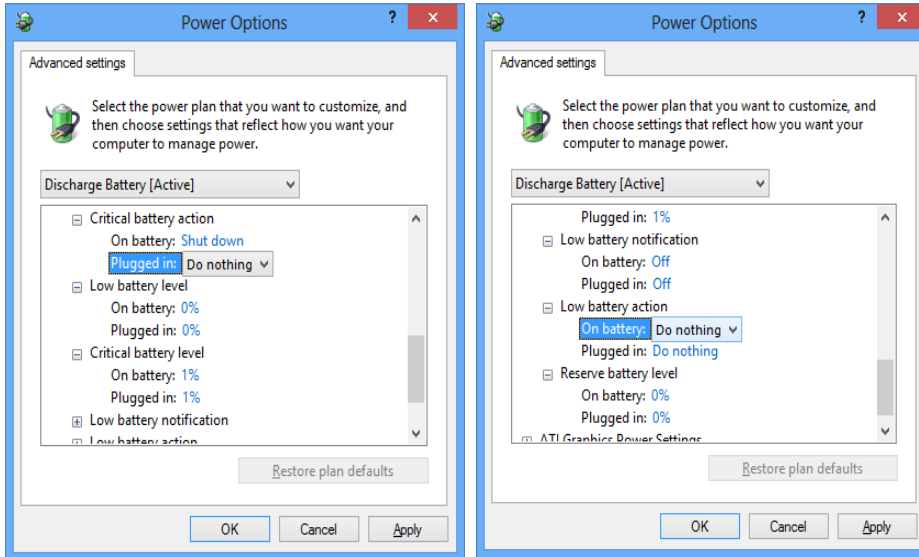 Power Options
?
×
Advanced settings
Select the power plan that you want to customize, and
then choose settings that reflect how you want your
computer to manage power.
Discharge Battery [Active]
Critical battery action
On battery: Shut down
Plugged in: Do nothing
Low battery level
On battery: 0%
Plugged in: 0%
Critical battery level
On battery: 1%
Plugged in: 1%
Low battery notification
Low battery action
Restore plan defaults
OK Cancel Apply
Power Options
?
×
Advanced settings
Select the power plan that you want to customize, and
then choose settings that reflect how you want your
computer to manage power.
Discharge Battery [Active]
Plugged in: 1%
Low battery notification
On battery: Off
Plugged in: Off
Low battery action
On battery: Do nothing
Plugged in: Do nothing
Reserve battery level
On battery: 0%
Plugged in: 0%
ATI Graphics Power Settings
Restore plan defaults
OK Cancel Apply